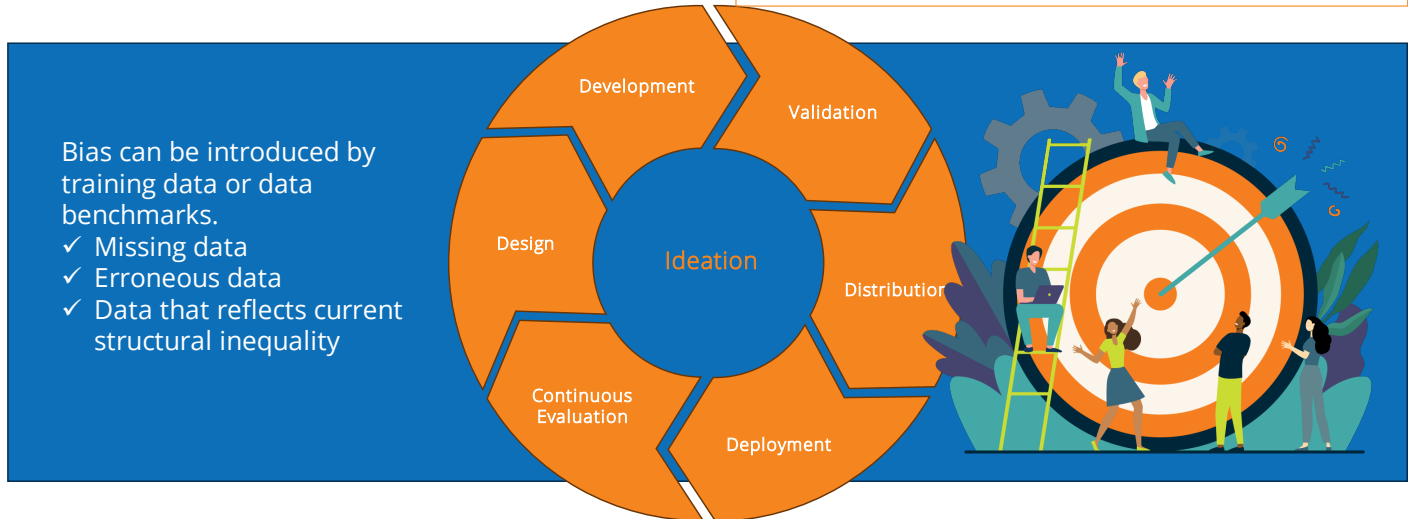 Bias can be introduced by
training data or data
benchmarks.
✓ Missing data
✓ Erroneous data
✓ Data that reflects current
structural inequality
Development
Validation
Design
Ideation
Distribution
Continuous
Evaluation
Deployment